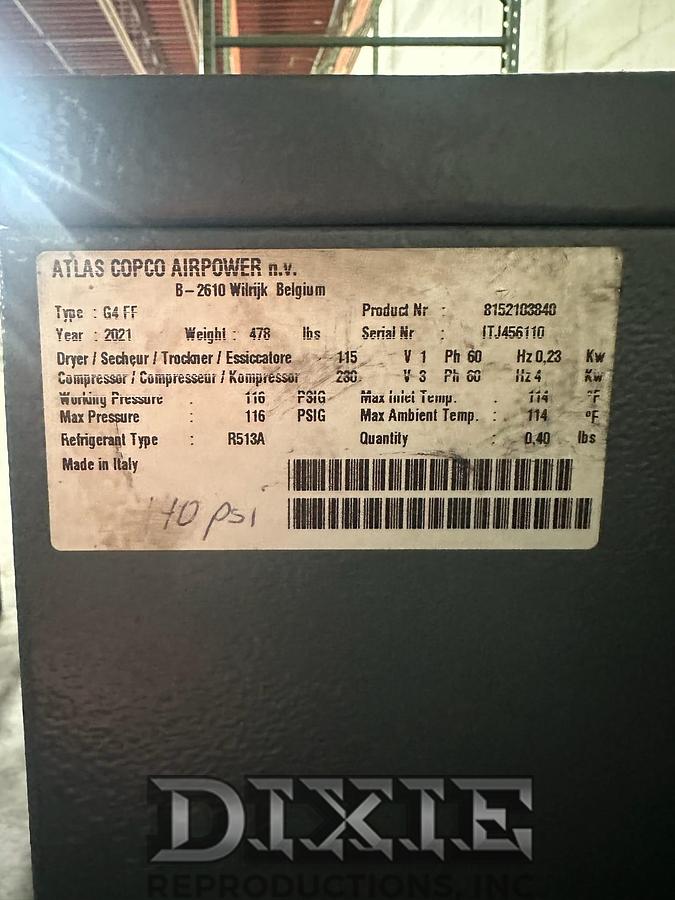 ATLAS COPCO AIRPOWER n.v.
B-2610 Wilrijk Belgium
Type : G4 FF Product Nr : 8152103840
Year : 2021 Weight : 478 lbs Serial Nr : ITJ456110
Dryer / Secheur / Trockner / Essiccatore 115 V 1 Ph 60 Hz 0,23 Kw
Compressor / Compresseur / Kompressor 230 V 3 Ph 60 Hz 4 Kw
Working Pressure : 116 PSIG Max Inlet Temp. : 114 °F
Max Pressure : 116 PSIG Max Ambient Temp. : 114 °F
Refrigerant Type : R513A Quantity : 0,40 lbs
Made in Italy
110 psi
DIXIE
REPRODUCTIONS, INC